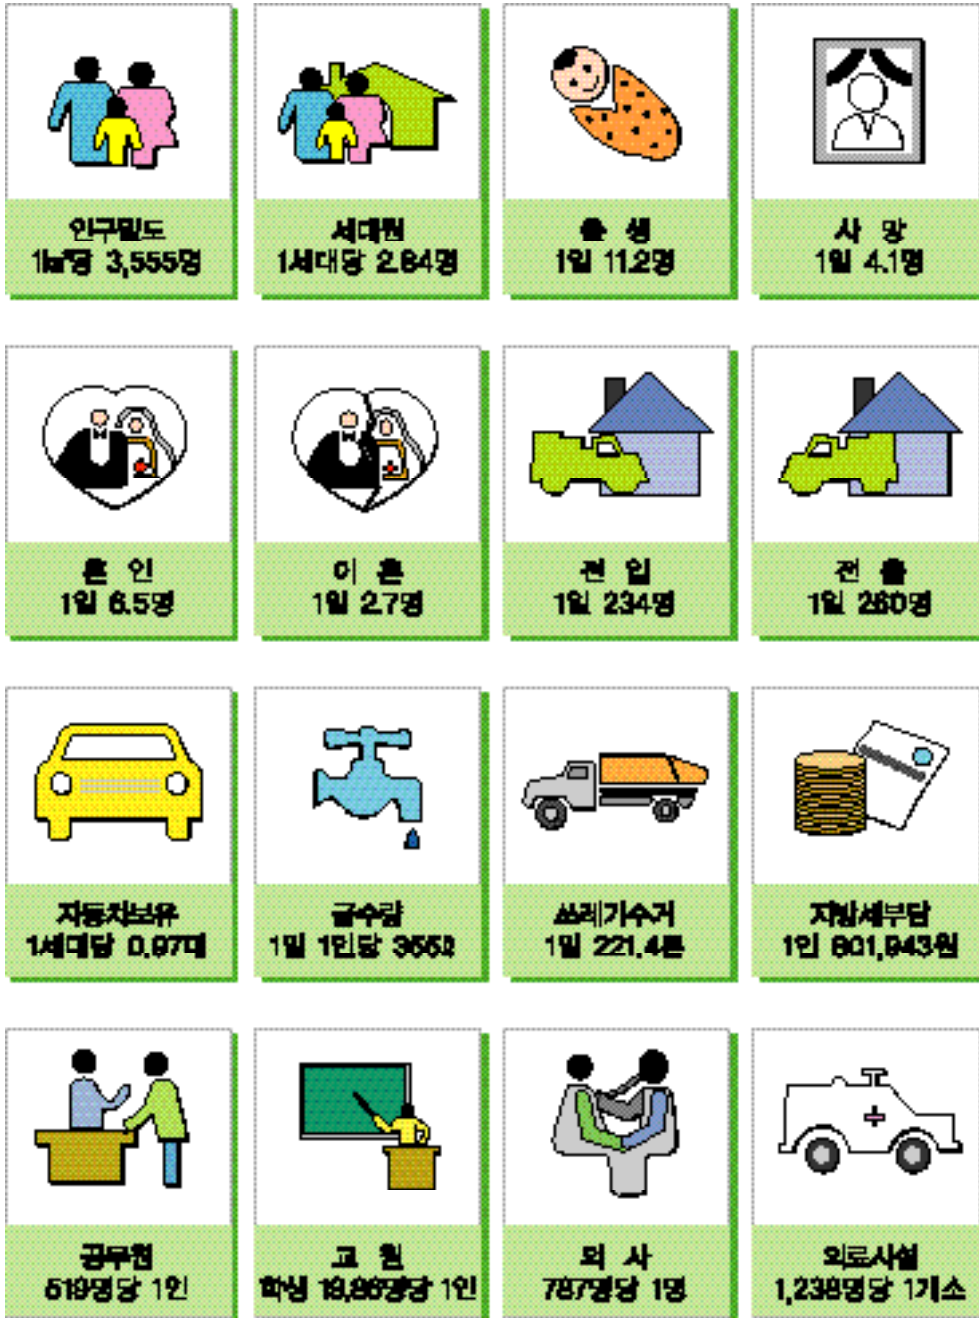 인구밀도
1㎢당 3,555명
세대원
1세대당 2.84명
출 생
1일 11.2명
사 망
1일 4.1명
혼 인
1일 6.5명
이 혼
1일 2.7명
전 입
1일 234명
전 출
1일 260명
자동차보유
1세대당 0.97대
급수량
1일 1인당 355ℓ
쓰레기수거
1일 221.4톤
지방세부담
1인 801,943원
공무원
519명당 1인
교 원
학생 19.86명당 1인
의 사
787명당 1명
의료시설
1,238명당 1개소